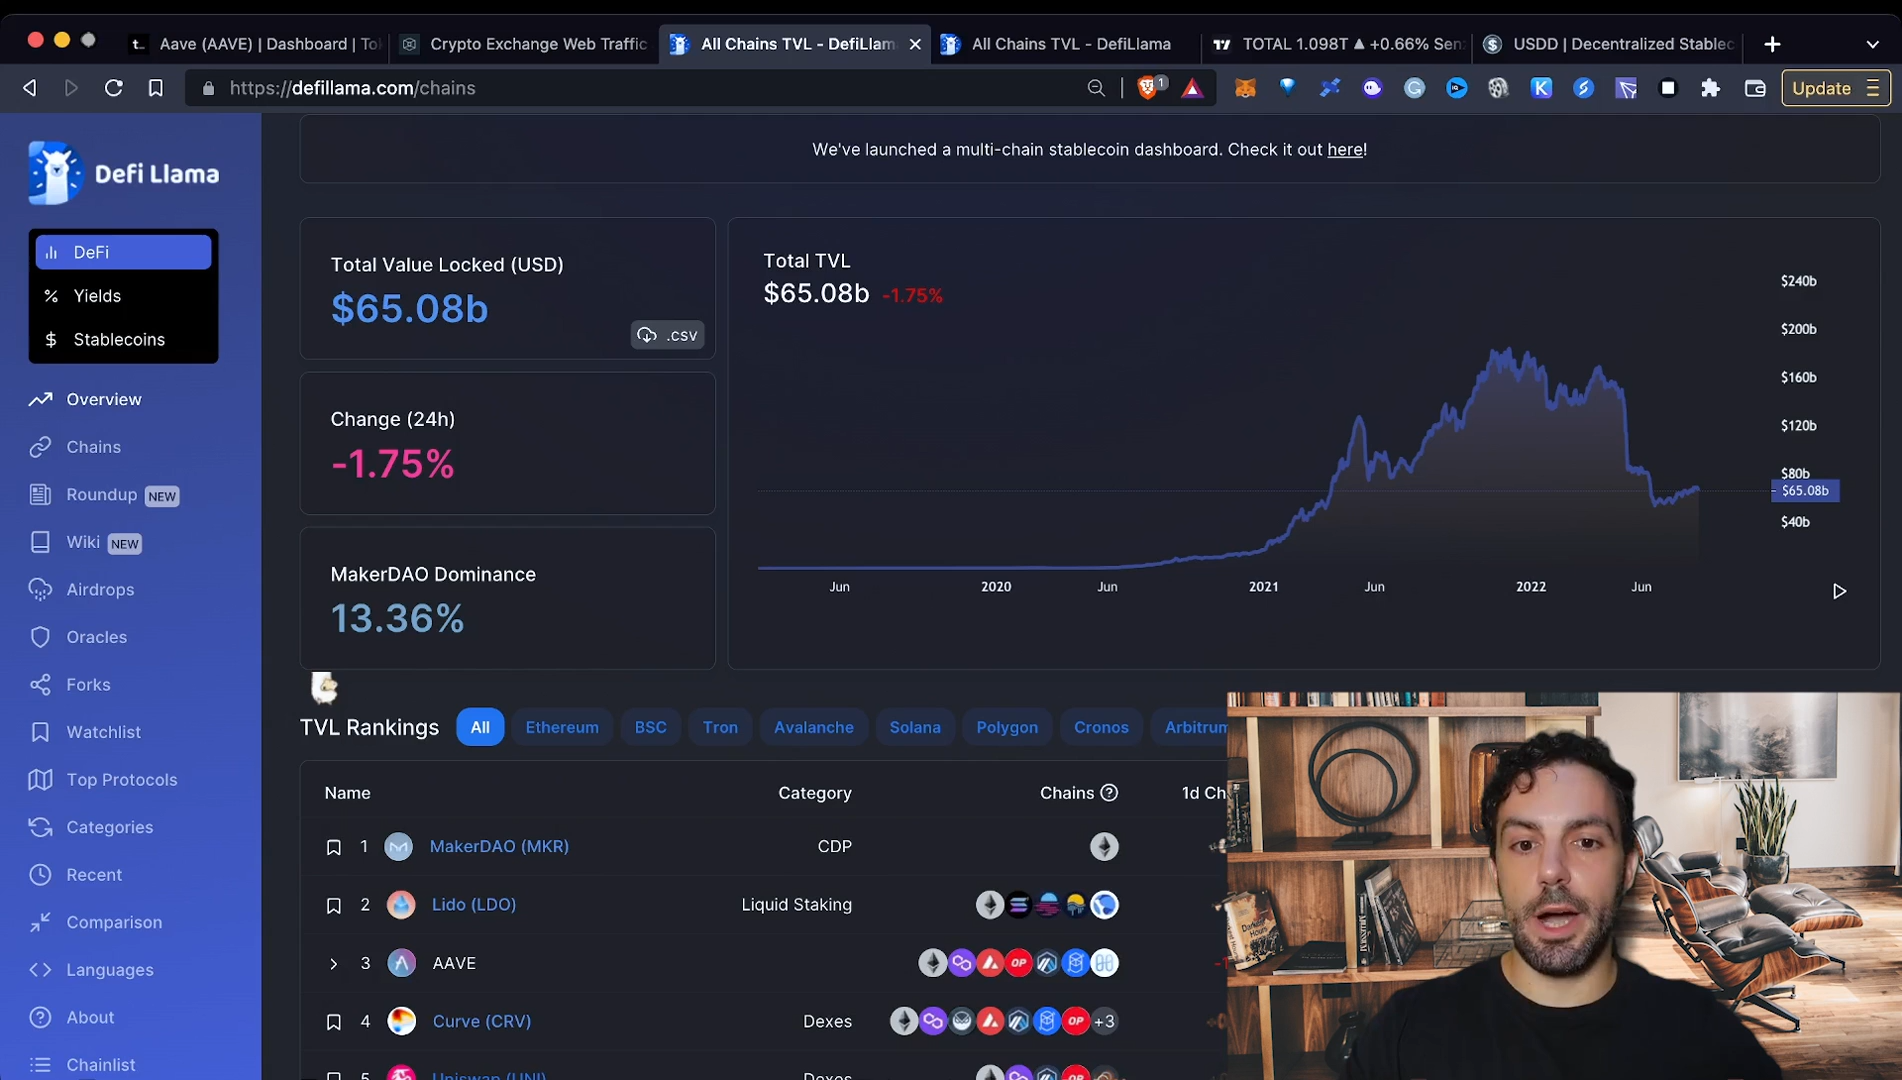 Aave (AAVE) | Dashboard | To
Crypto Exchange Web Traffic
All Chains TVL - DefiLlam
All Chains TVL - DefiLlama
TOTAL 1.098T ▲ +0.66% Sen
USDD | Decentralized Stablec
https://defillama.com/chains
1
Update
We've launched a multi-chain stablecoin dashboard. Check it out here!
Defi Llama
DeFi
Yields
Stablecoins
Overview
Chains
Roundup NEW
Wiki NEW
Airdrops
Oracles
Forks
Watchlist
Top Protocols
Categories
Recent
Comparison
Languages
About
Chainlist
Total Value Locked (USD)
$65.08b
.csv
Change (24h)
-1.75%
MakerDAO Dominance
13.36%
Total TVL
$65.08b -1.75%
$240b
$200b
$160b
$120b
$80b
$65.08b
$40b
Jun 2020 Jun 2021 Jun 2022 Jun
TVL Rankings All Ethereum BSC Tron Avalanche Solana Polygon Cronos Arbitrum
Name Category Chains 1d Ch
1 MakerDAO (MKR) CDP
2 Lido (LDO) Liquid Staking
3 AAVE OP -1
4 Curve (CRV) Dexes OP +3
5 Uniswap (UNI) Dexes OP